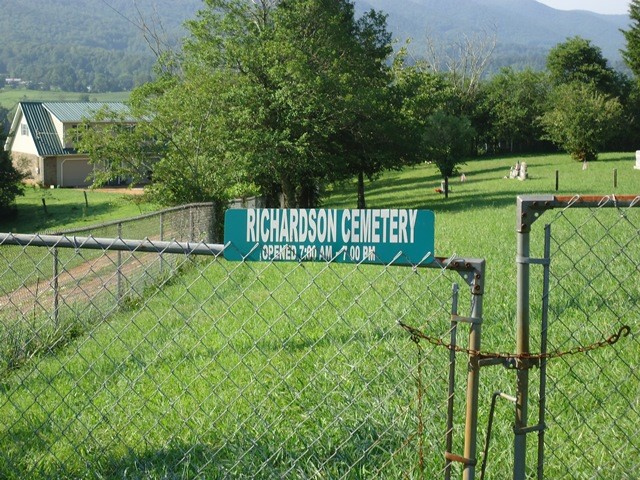 RICHARDSON CEMETERY
OPENED 7:00 AM - 7 00 PM